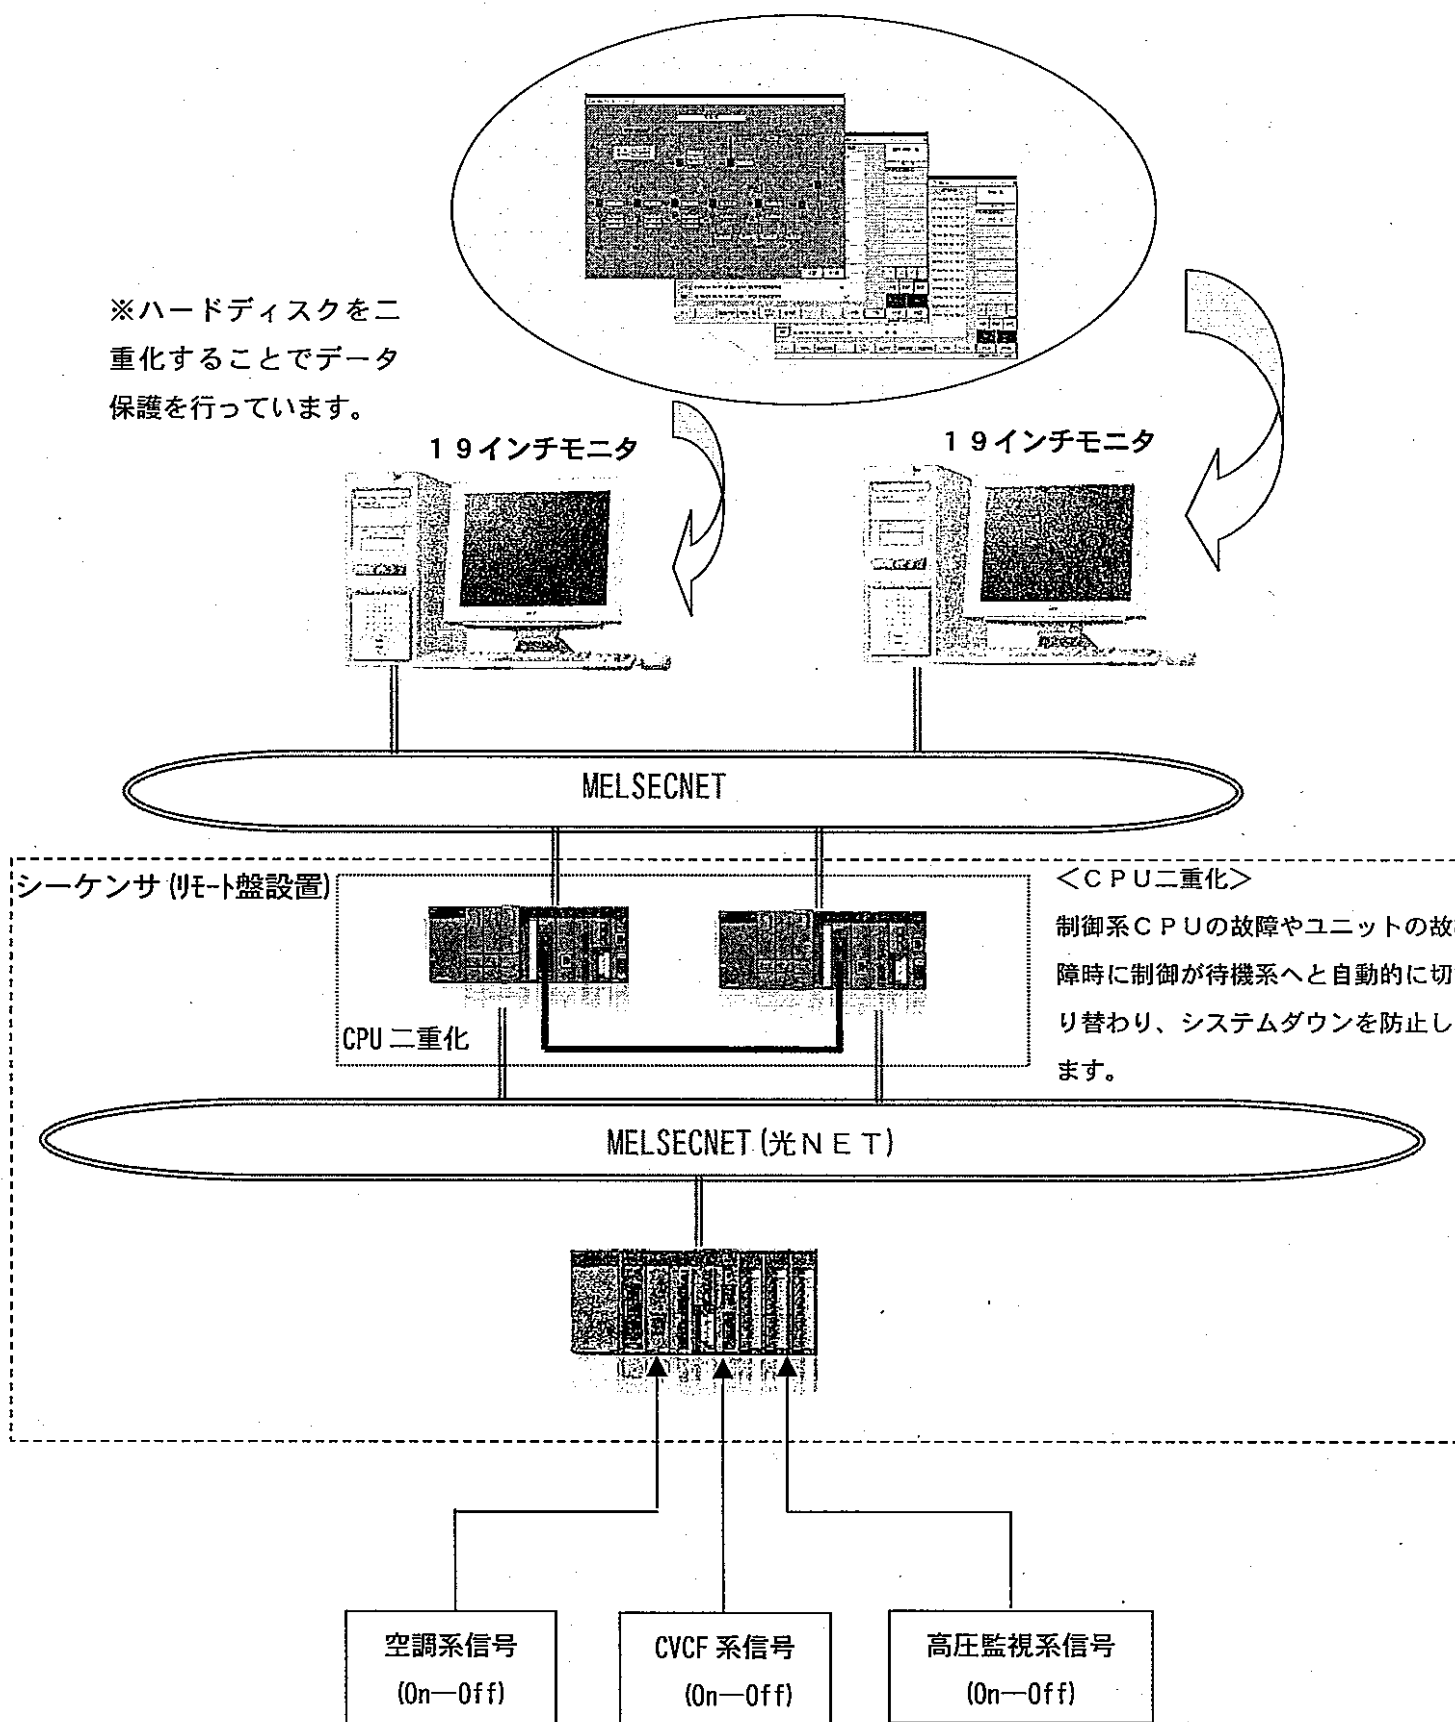 ※ハードディスクを二
重化することでデータ
保護を行っています。
19インチモニタ
19インチモニタ
MELSECNET
シーケンサ(リモート盤設置)
CPU二重化
＜CPU二重化＞
制御系CPUの故障やユニットの故
障時に制御が待機系へと自動的に切
り替わり、システムダウンを防止し
ます。
MELSECNET(光NET)
空調系信号
(On—Off)
CVCF系信号
(On—Off)
高圧監視系信号
(On—Off)